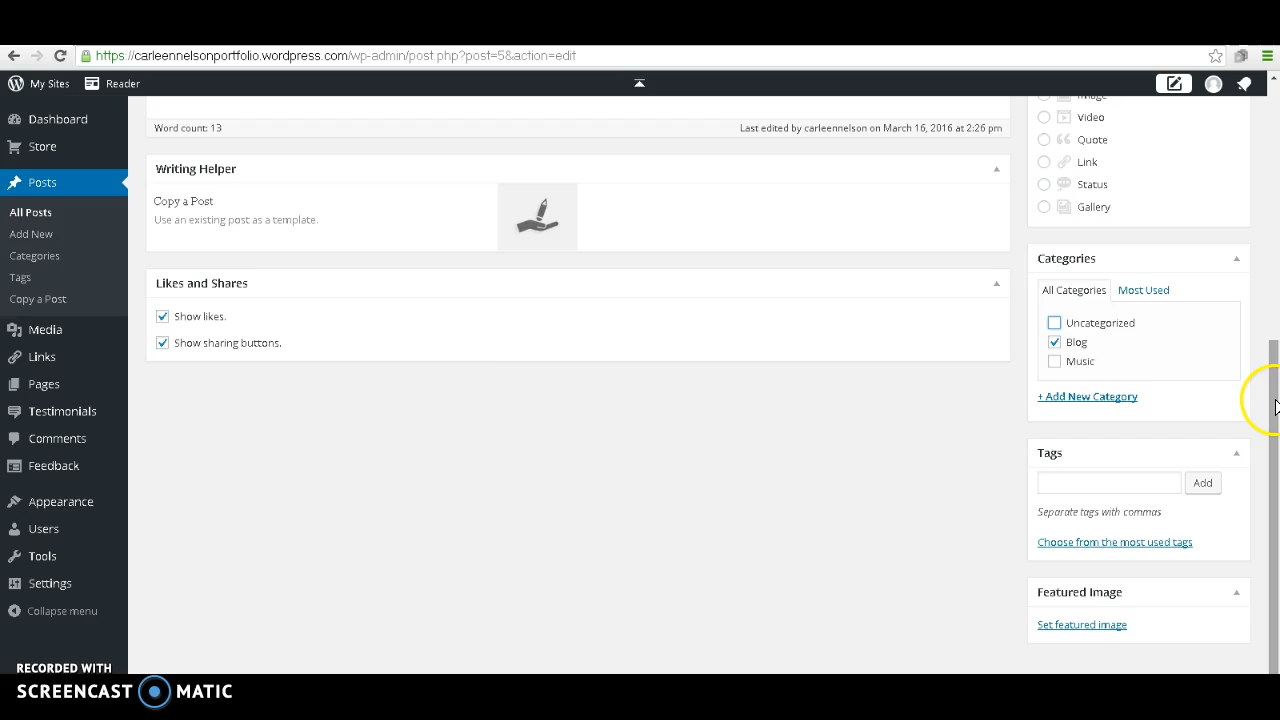 https://carleennelsonportfolio.wordpress.com/wp-admin/post.php?post=5&action=edit
My Sites
Reader
Dashboard
Store
Posts
All Posts
Add New
Categories
Tags
Copy a Post
Media
Links
Pages
Testimonials
Comments
Feedback
Appearance
Users
Tools
Settings
Collapse menu
Word count: 13
Last edited by carleennelson on March 16, 2016 at 2:26 pm
Writing Helper
Copy a Post
Use an existing post as a template.
Likes and Shares
Show likes.
Show sharing buttons.
Image
Video
Quote
Link
Status
Gallery
Categories
All Categories
Most Used
Uncategorized
Blog
Music
+ Add New Category
Tags
Add
Separate tags with commas
Choose from the most used tags
Featured Image
Set featured image
RECORDED WITH
SCREENCAST MATIC